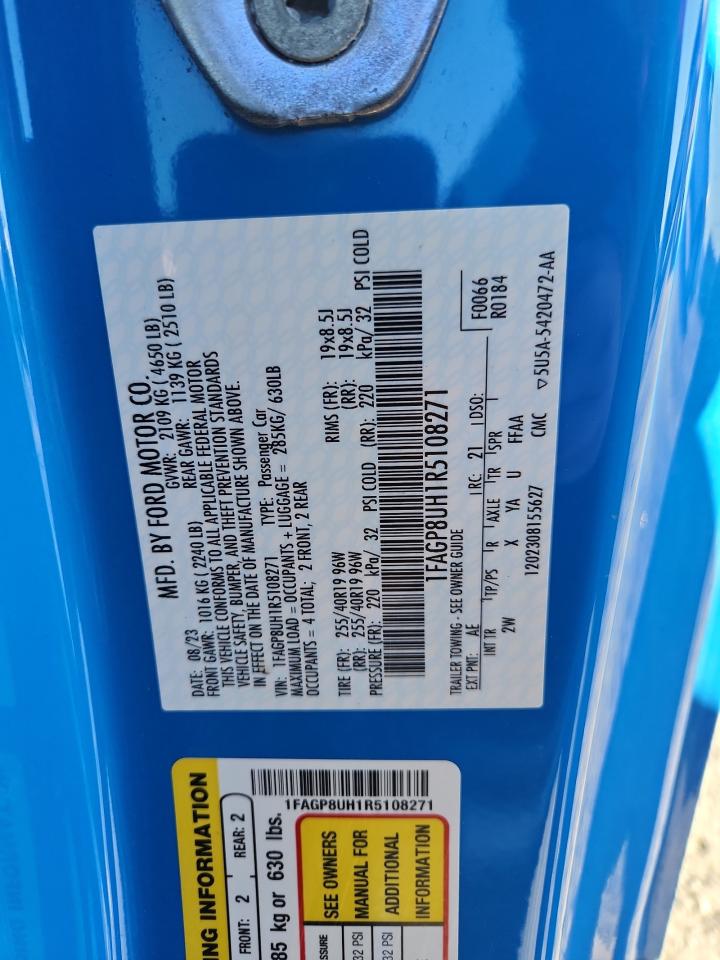 MFD. BY FORD MOTOR CO.
DATE: 08/23 GVWR: 2109 KG ( 4650 LB)
FRONT GAWR: 1016 KG ( 2240 LB) REAR GAWR: 1139 KG ( 2510 LB)
THIS VEHICLE CONFORMS TO ALL APPLICABLE FEDERAL MOTOR
VEHICLE SAFETY, BUMPER, AND THEFT PREVENTION STANDARDS
IN EFFECT ON THE DATE OF MANUFACTURE SHOWN ABOVE.
VIN: 1FAGP8UH1R5108271 TYPE: Passenger Car
MAXIMUM LOAD = OCCUPANTS + LUGGAGE = 285KG/ 630LB
OCCUPANTS = 4 TOTAL; 2 FRONT, 2 REAR
TIRE (FR): 255/40R19 96W RIMS (FR): 19x8.5J
(RR): 255/40R19 96W (RR): 19x8.5J
PRESSURE (FR): 220 kPa/ 32 PSI COLD (RR): 220 kPa/ 32 PSI COLD
1FAGP8UH1R5108271
TRAILER TOWING - SEE OWNER GUIDE
F0066
R0184
EXT PNT: AE RC: 21 DSO:
INT TR TP/PS R AXLE TR SPR
2W X YA U FFAA
1202308155627 CMC ▽5U5A-5420472-AA
1FAGP8UH1R5108271
ING INFORMATION
FRONT: 2 REAR: 2
85 kg or 630 lbs.
SEE OWNERS
MANUAL FOR
ADDITIONAL
INFORMATION
SSURE
32 PSI
32 PSI